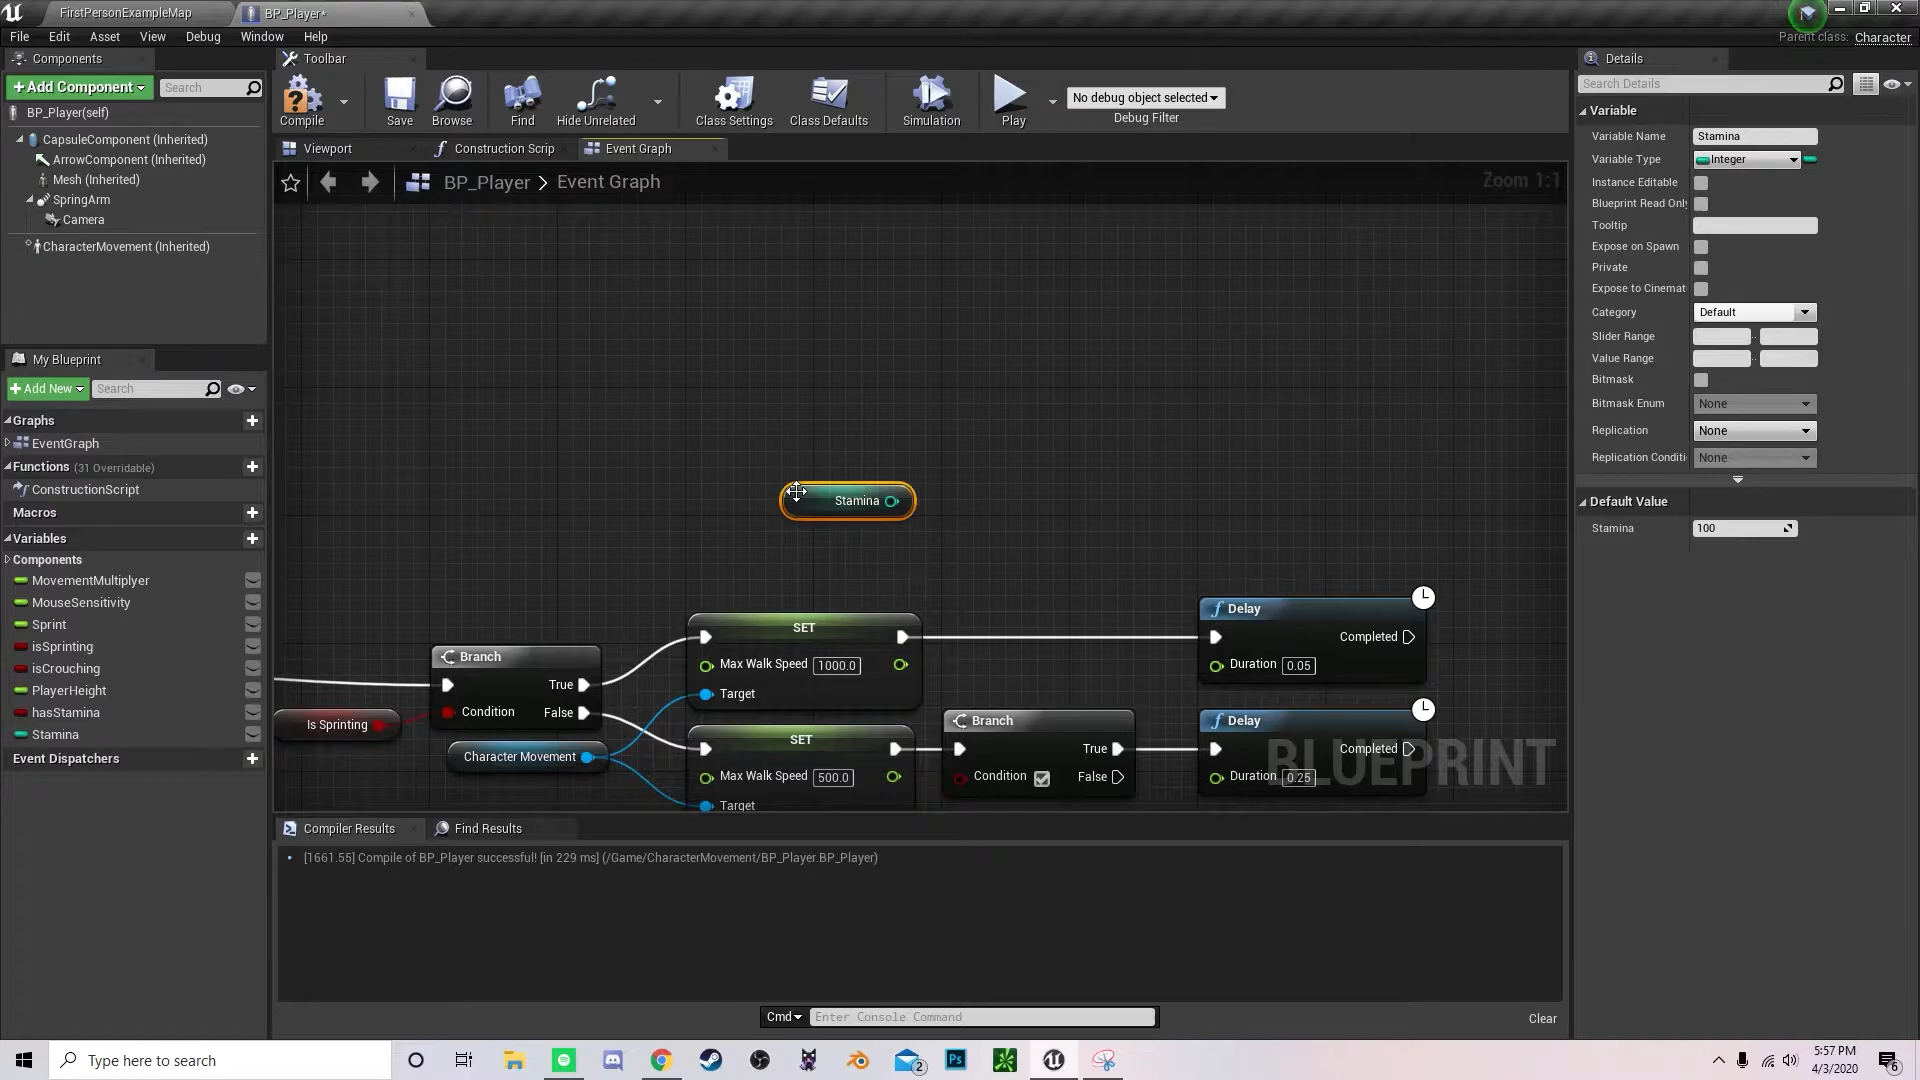 FirstPersonExampleMap
BP_Player*
File Edit Asset View Debug Window Help
Parent class: Character
Components
Toolbar
Details
+Add Component
Search
BP_Player(self)
CapsuleComponent (Inherited)
ArrowComponent (Inherited)
Mesh (Inherited)
SpringArm
Camera
CharacterMovement (Inherited)
Compile
Save
Browse
Find
Hide Unrelated
Class Settings
Class Defaults
Simulation
Play
No debug object selected
Debug Filter
Viewport
Construction Scrip
Event Graph
BP_Player > Event Graph
Zoom 1:1
My Blueprint
+Add New
Search
Graphs
EventGraph
Functions (31 Overridable)
ConstructionScript
Macros
Variables
Components
MovementMultiplyer
MouseSensitivity
Sprint
isSprinting
isCrouching
PlayerHeight
hasStamina
Stamina
Event Dispatchers
Stamina
Branch
True
Condition
False
Is Sprinting
Character Movement
SET
Max Walk Speed 1000.0
Target
SET
Max Walk Speed 500.0
Target
Branch
True
Condition
False
Delay
Completed
Duration 0.05
Delay
Completed
Duration 0.25
BLUEPRINT
Search Details
Variable
Variable Name Stamina
Variable Type Integer
Instance Editable
Blueprint Read Only
Tooltip
Expose on Spawn
Private
Expose to Cinemat
Category Default
Slider Range
Value Range
Bitmask
Bitmask Enum None
Replication None
Replication Conditi None
Default Value
Stamina 100
Compiler Results
Find Results
[1661.55] Compile of BP_Player successful! [in 229 ms] (/Game/CharacterMovement/BP_Player.BP_Player)
Cmd
Enter Console Command
Clear
Type here to search
Ps
2
5:57 PM
4/3/2020
6